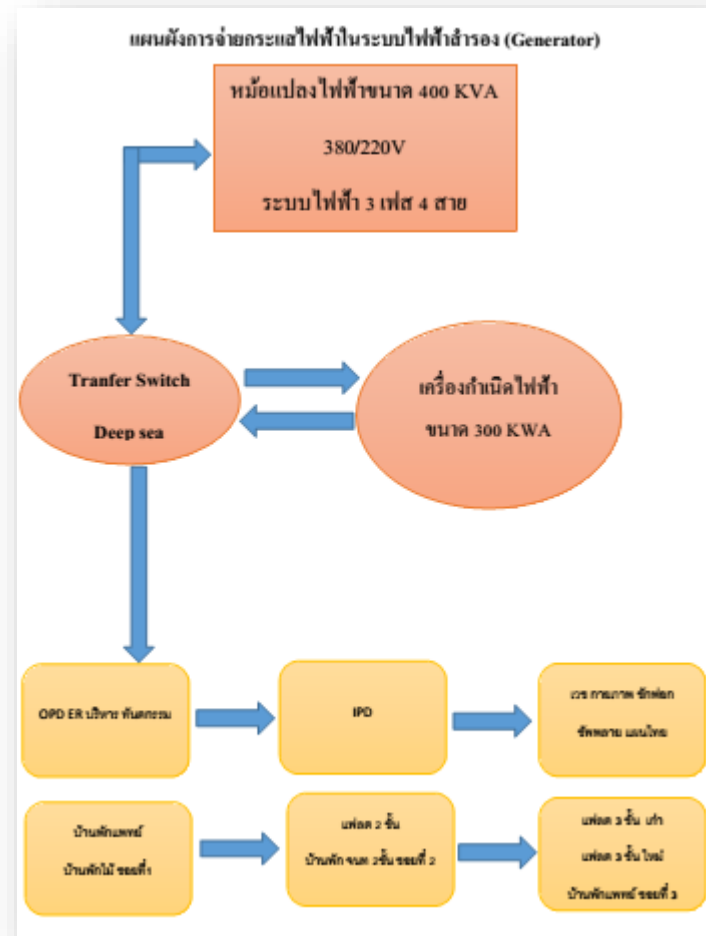 แผนผังการจ่ายกระแสไฟฟ้าในระบบไฟฟ้าสำรอง (Generator)
หม้อแปลงไฟฟ้าขนาด 400 KVA
380/220V
ระบบไฟฟ้า 3 เฟส 4 สาย
Tranfer Switch
Deep sea
เครื่องกำเนิดไฟฟ้า
ขนาด 300 KWA
OPD ER บริหาร ทันตกรรม
IPD
เวช กายภาพ ซักฟอก
ซัพพลาย แผนไทย
บ้านพักแพทย์
บ้านพักไม้ ซอยที่1
แฟลต 2 ชั้น
บ้านพัก 2ชั้น ซอยที่ 2
แฟลต 3 ชั้น เก่า
แฟลต 3 ชั้น ใหม่
บ้านพักแพทย์ ซอยที่ 3